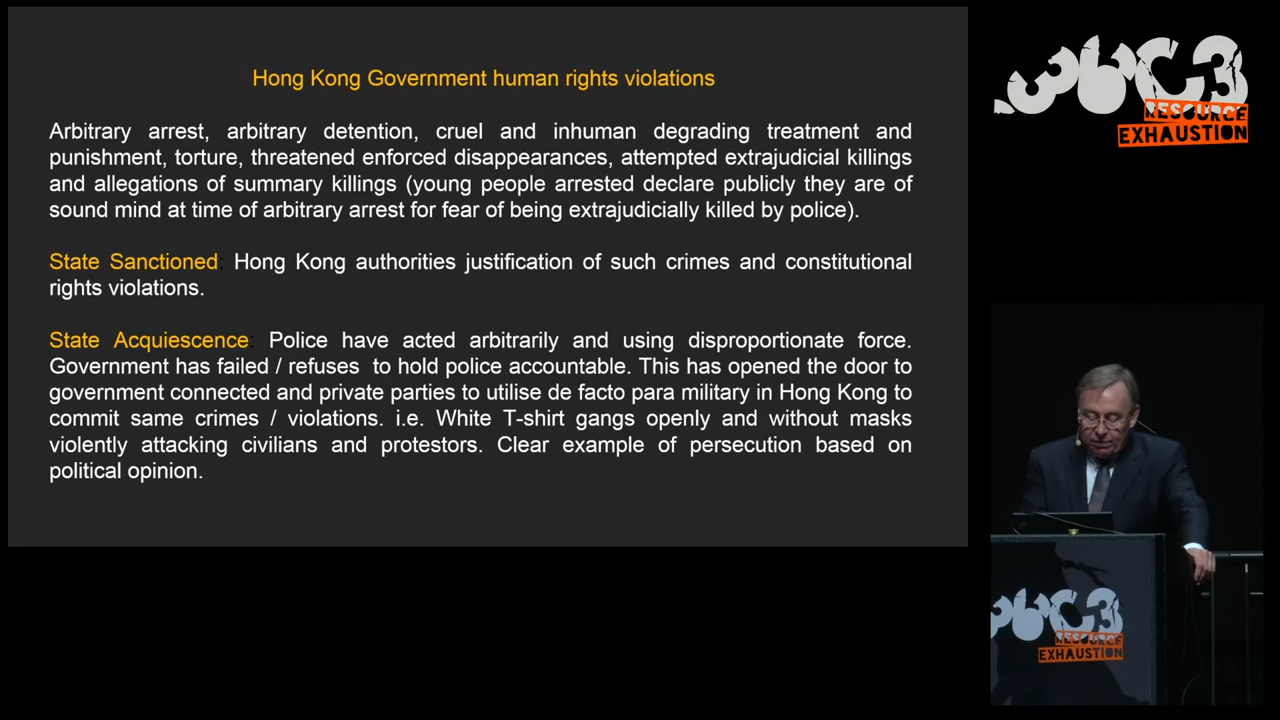 Hong Kong Government human rights violations
Arbitrary arrest, arbitrary detention, cruel and inhuman degrading treatment and
punishment, torture, threatened enforced disappearances, attempted extrajudicial killings
and allegations of summary killings (young people arrested declare publicly they are of
sound mind at time of arbitrary arrest for fear of being extrajudicially killed by police).
State Sanctioned: Hong Kong authorities justification of such crimes and constitutional
rights violations.
State Acquiescence: Police have acted arbitrarily and using disproportionate force.
Government has failed / refuses to hold police accountable. This has opened the door to
government connected and private parties to utilise de facto para military in Hong Kong to
commit same crimes / violations. i.e. White T-shirt gangs openly and without masks
violently attacking civilians and protestors. Clear example of persecution based on
political opinion.
36C3
RESOURCE
EXHAUSTION
36C3
RESOURCE
EXHAUSTION